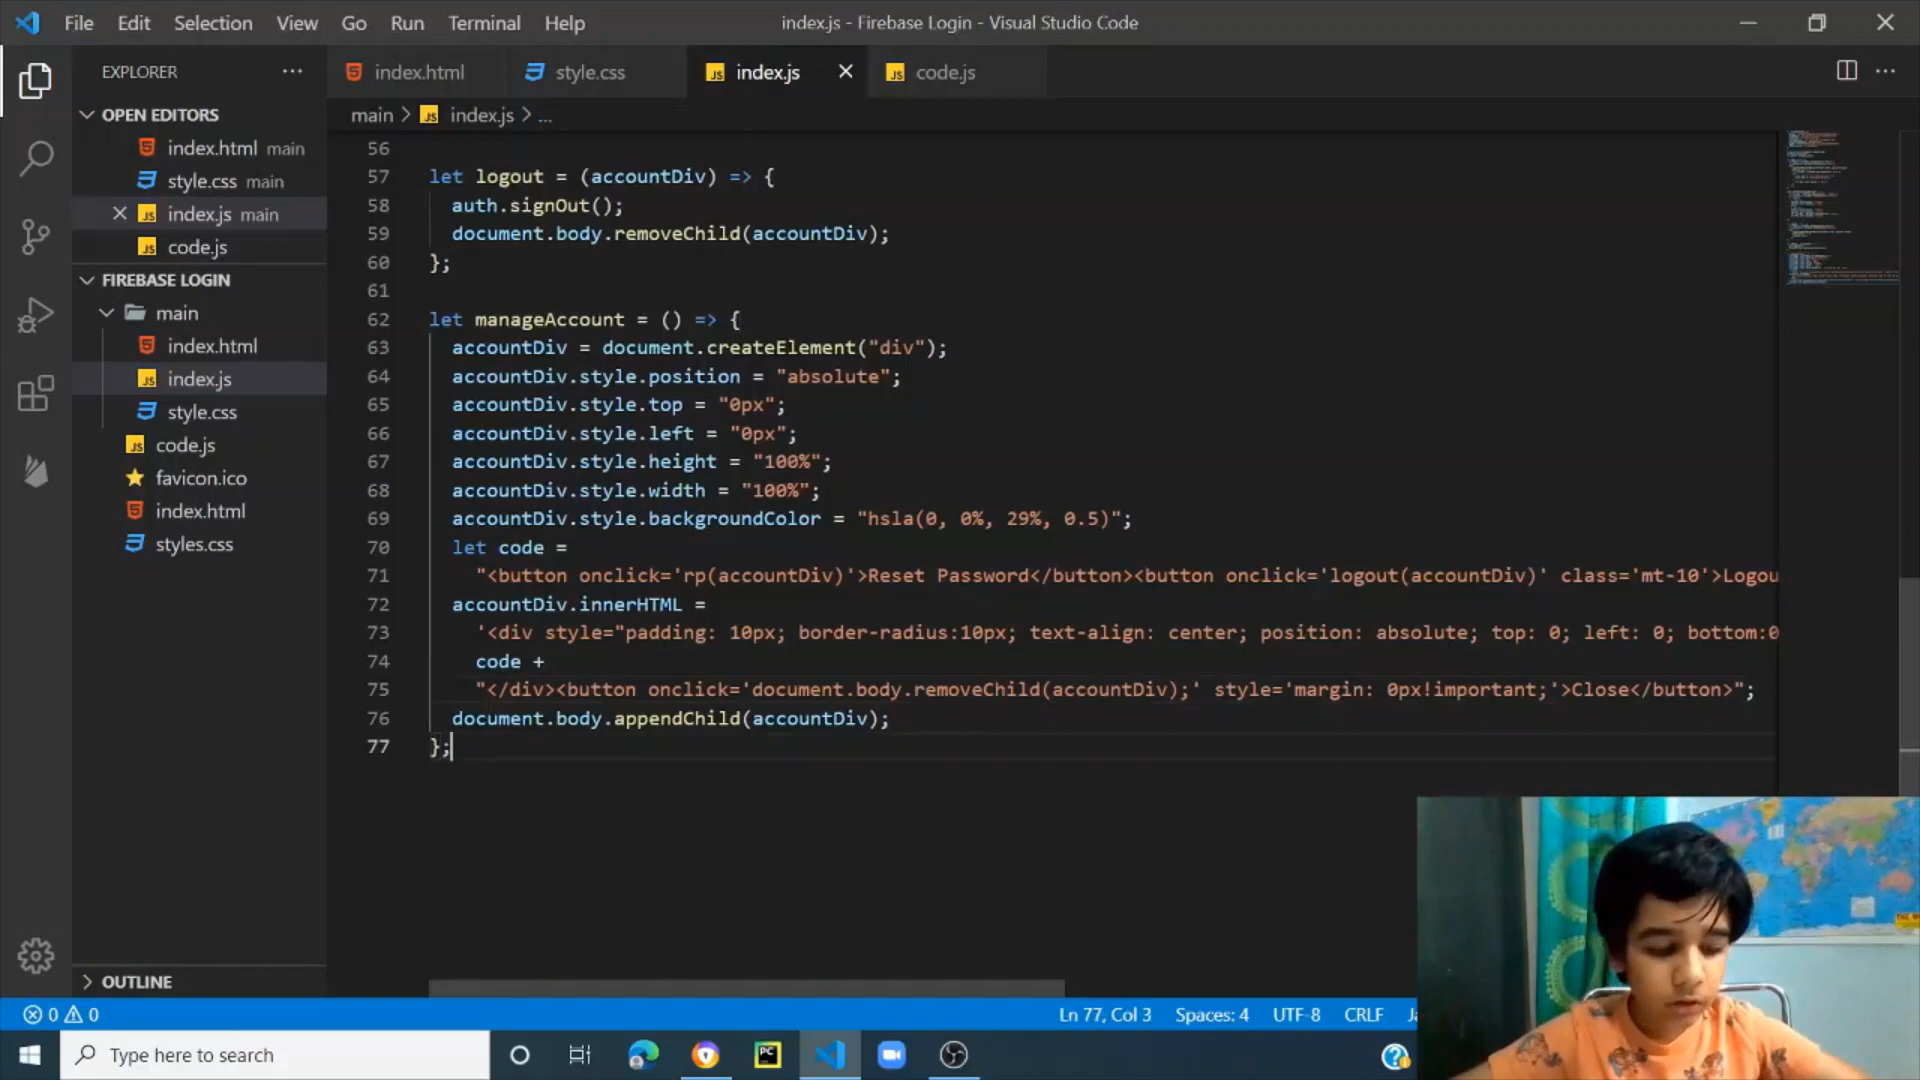 File Edit Selection View Go Run Terminal Help
index.js - Firebase Login - Visual Studio Code
EXPLORER
index.html
style.css
JS index.js
JS code.js
OPEN EDITORS
main > JS index.js > ...
index.html main
style.css main
JS index.js main
JS code.js
FIREBASE LOGIN
main
index.html
JS index.js
style.css
JS code.js
favicon.ico
index.html
styles.css
OUTLINE
56
57 let logout = (accountDiv) => {
58 auth.signOut();
59 document.body.removeChild(accountDiv);
60 };
61
62 let manageAccount = () => {
63 accountDiv = document.createElement("div");
64 accountDiv.style.position = "absolute";
65 accountDiv.style.top = "0px";
66 accountDiv.style.left = "0px";
67 accountDiv.style.height = "100%";
68 accountDiv.style.width = "100%";
69 accountDiv.style.backgroundColor = "hsla(0, 0%, 29%, 0.5)";
70 let code =
71 "<button onclick='rp(accountDiv)'>Reset Password</button><button onclick='logout(accountDiv)' class='mt-10'>Logou
72 accountDiv.innerHTML =
73 '<div style="padding: 10px; border-radius:10px; text-align: center; position: absolute; top: 0; left: 0; bottom:0
74 code +
75 "</div><button onclick='document.body.removeChild(accountDiv);' style='margin: 0px!important;'>Close</button>";
76 document.body.appendChild(accountDiv);
77 };
0 0
Ln 77, Col 3 Spaces: 4 UTF-8 CRLF
Type here to search
PC